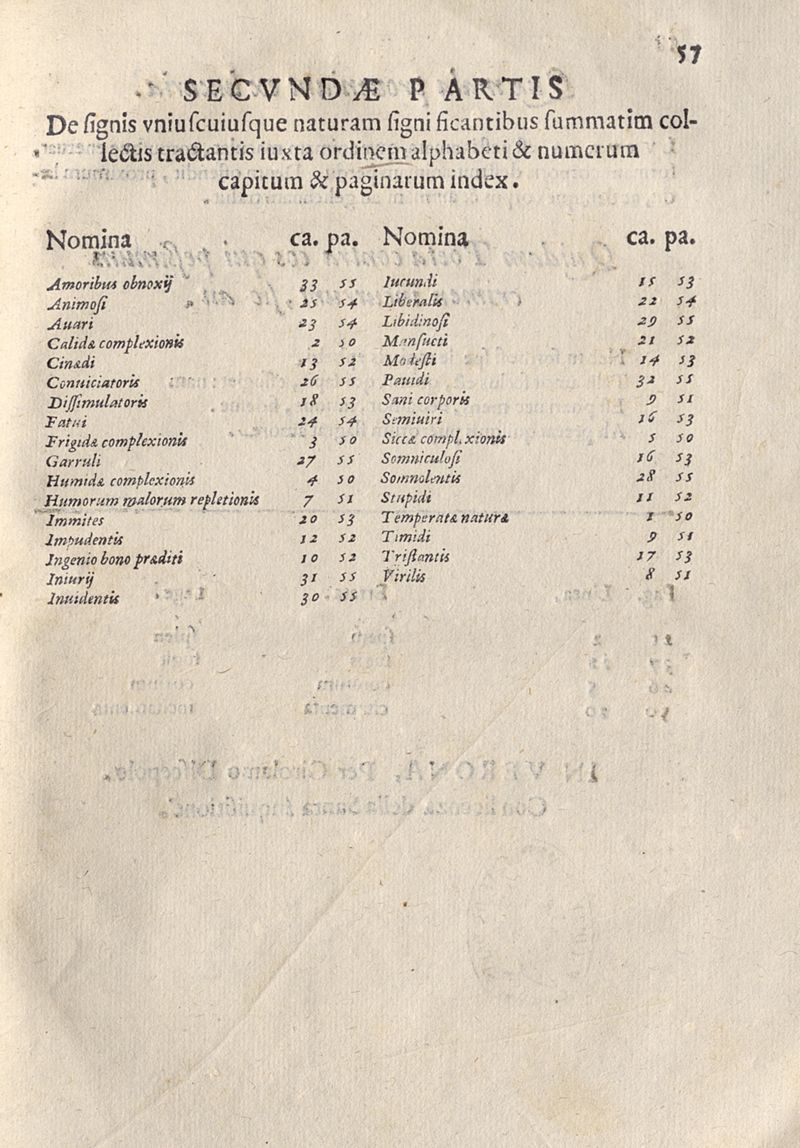 57
SECVNDÆ PARTIS
De ſignis vniuſcuiuſque naturam ſigni ficantibus ſummatim col-
lectis tractantis iuxta ordinem alphabeti & numerum
capitum & paginarum index.
Nomina ca. pa.
Amoribus obnoxij 33 55
Animoſi 25 54
Auari 23 54
Calidæ complexionis 2 50
Cinædi 13 52
Conuiciatoris 26 55
Diſſimulatoris 18 53
Fatui 24 54
Frigidæ complexionis 3 50
Garruli 27 55
Humidæ complexionis 4 50
Humorum malorum repletionis 7 51
Immites 20 53
Impudentis 12 52
Ingenio bono præditi 10 52
Iniurij 31 55
Inuidentis 30 55
Nomina ca. pa.
Iucundi 15 53
Liberalis 22 54
Libidinoſi 29 55
Manſueti 21 52
Modeſti 14 53
Pauidi 32 55
Sani corporis 9 51
Semiuiri 16 53
Siccæ complexionis 5 50
Somniculoſi 16 53
Somnolentis 28 55
Stupidi 11 52
Temperatæ naturæ 1 50
Timidi 9 51
Triſtantis 17 53
Virilis 8 51